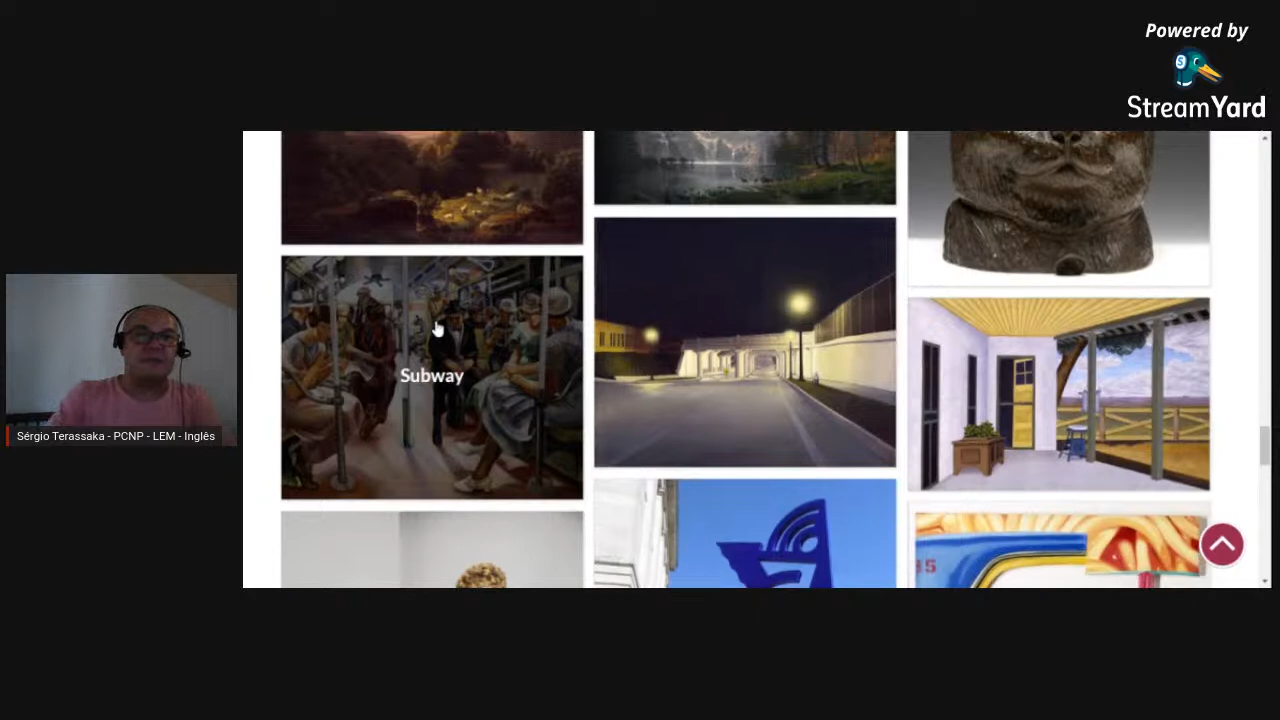 Powered by
StreamYard
Subway
Sérgio Terassaka - PCNP - LEM - Inglês